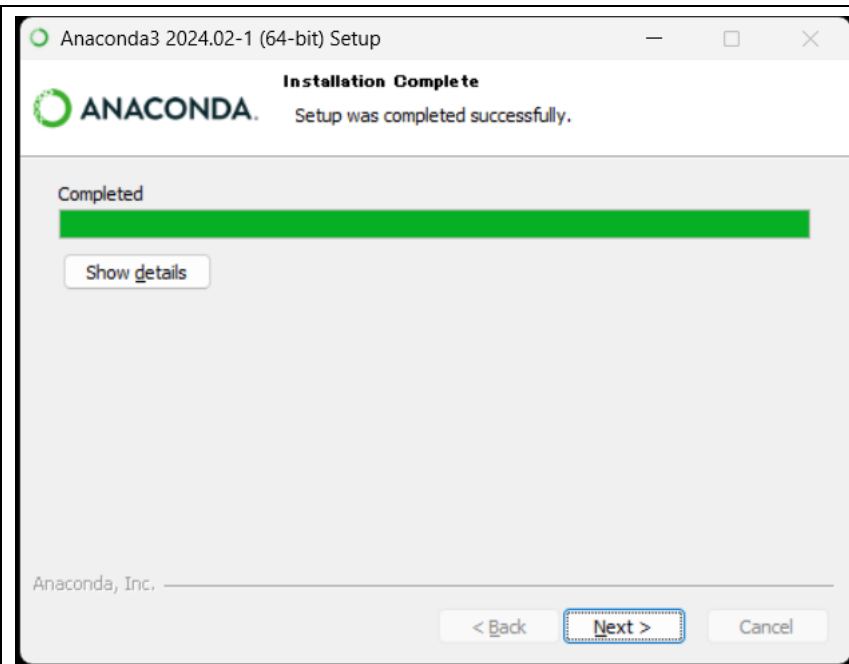 Anaconda3 2024.02-1 (64-bit) Setup
Installation Complete
ANACONDA.
Setup was completed successfully.
Completed
Show details
Anaconda, Inc.
< Back
Next >
Cancel